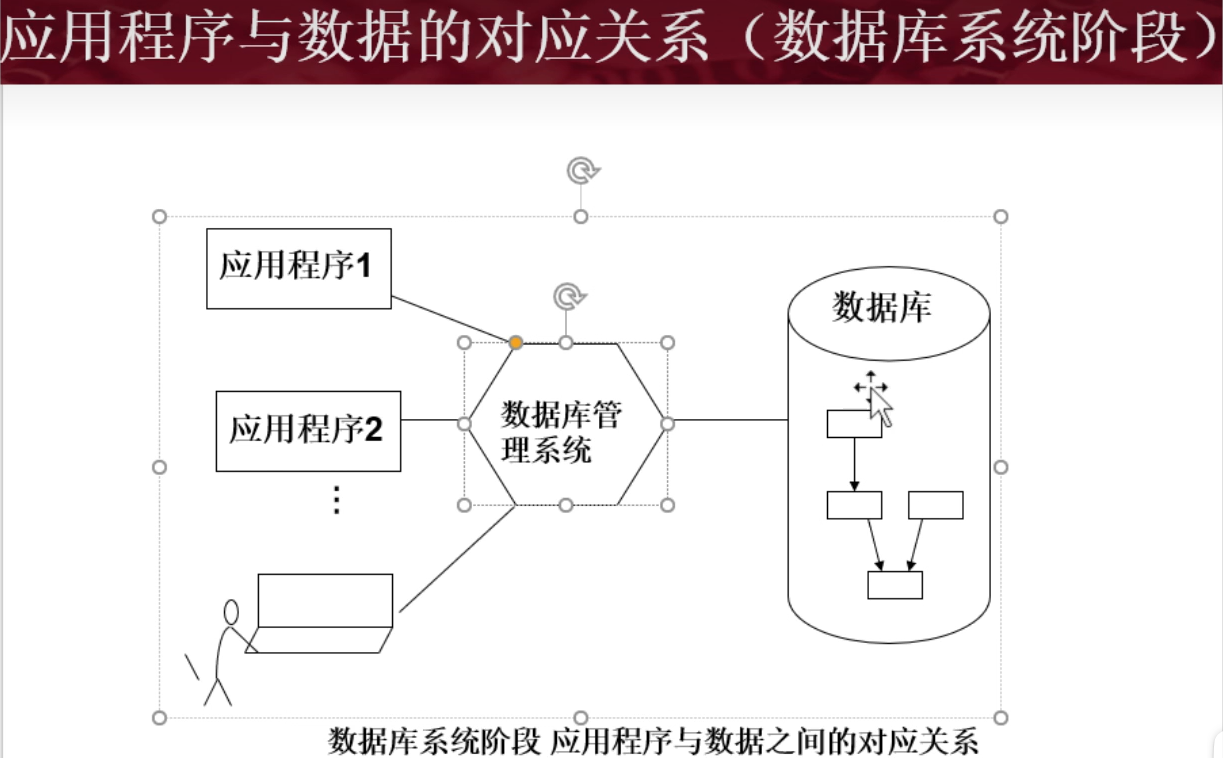 应用程序与数据的对应关系（数据库系统阶段）
应用程序1
数据库
应用程序2
数据库管
理系统
⋮
数据库系统阶段 应用程序与数据之间的对应关系